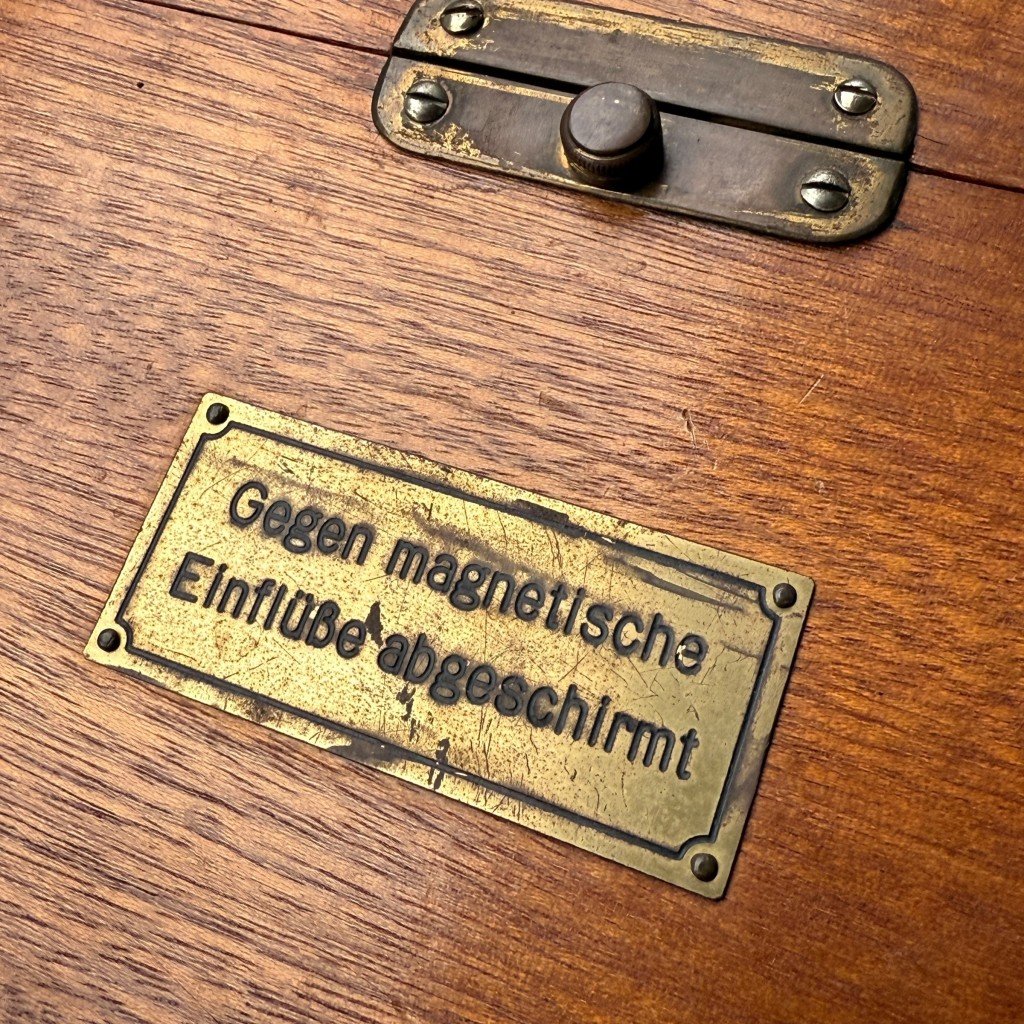 Gegen magnetische
Einflüße abgeschirmt